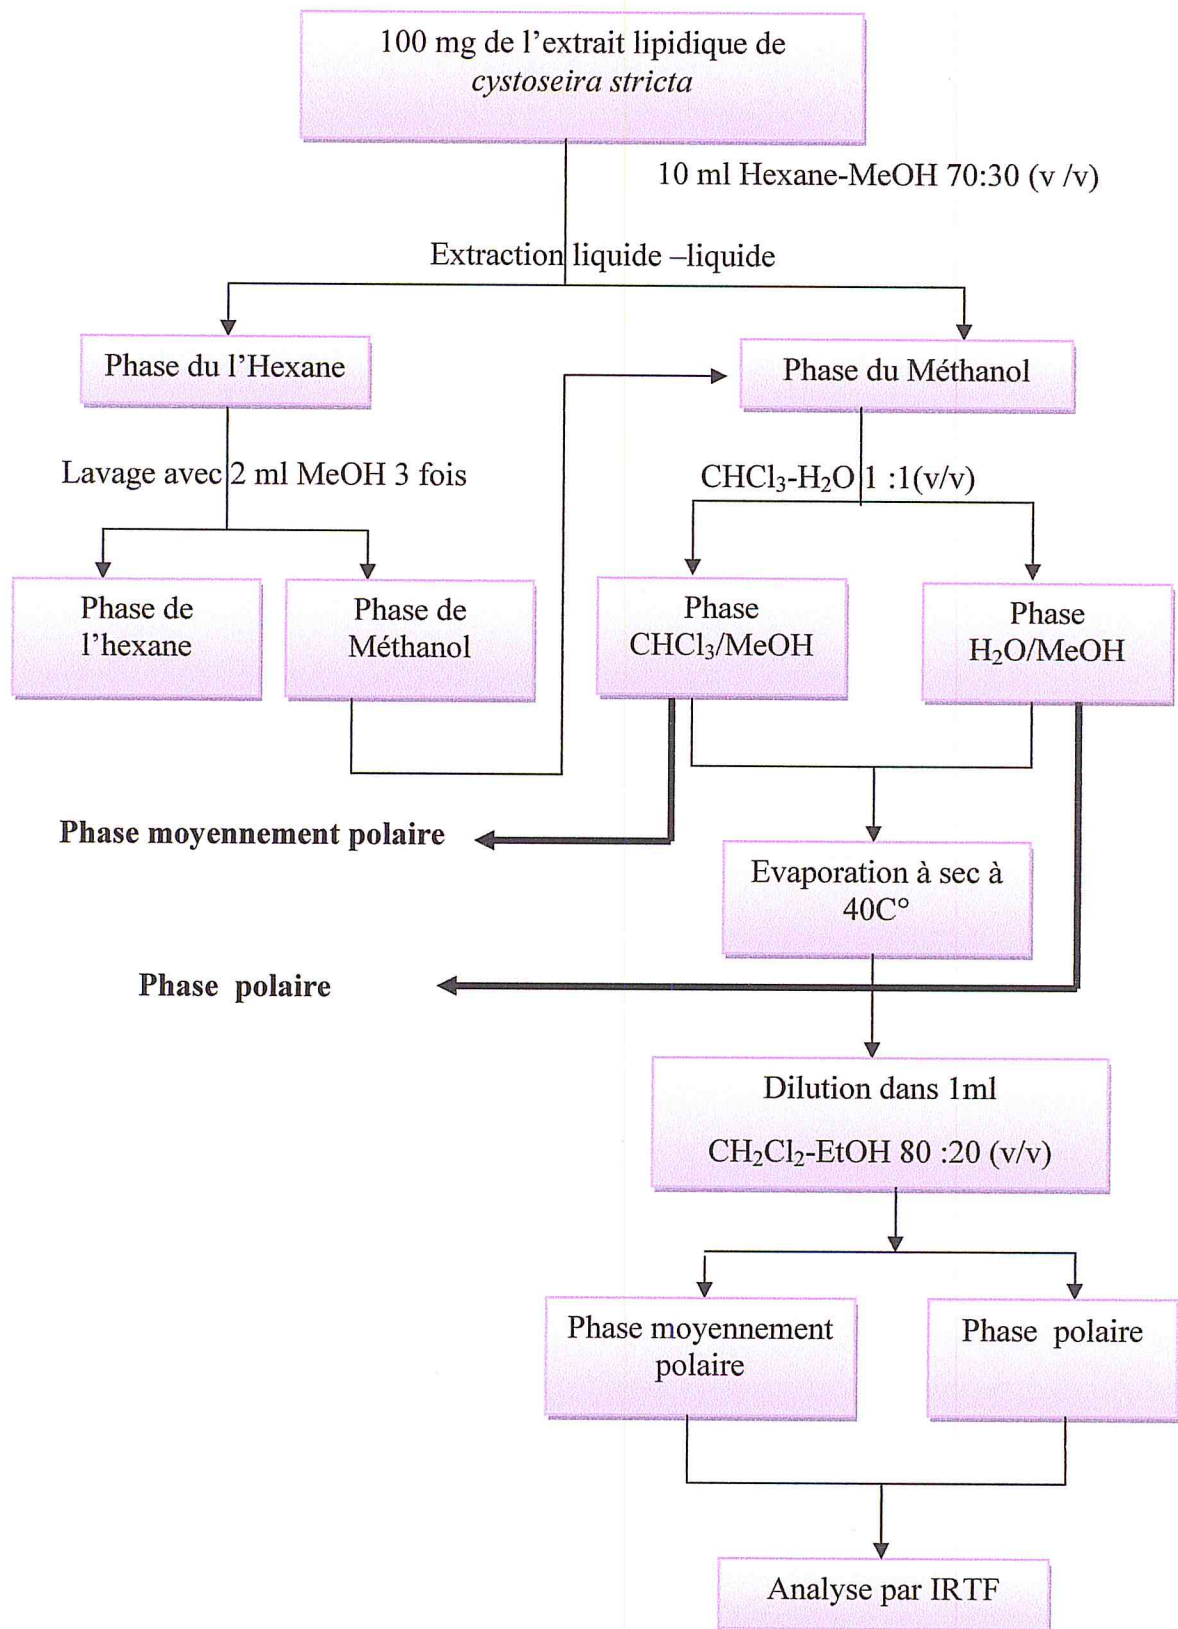 100 mg de l'extrait lipidique de
cystoseira stricta
10 ml Hexane-MeOH 70:30 (v /v)
Extraction liquide –liquide
Phase du l'Hexane
Phase du Méthanol
Lavage avec 2 ml MeOH 3 fois
CHCl₃-H₂O 1 :1(v/v)
Phase de
l'hexane
Phase de
Méthanol
Phase
CHCl₃/MeOH
Phase
H₂O/MeOH
Phase moyennement polaire
Evaporation à sec à
40C°
Phase polaire
Dilution dans 1ml
CH₂Cl₂-EtOH 80 :20 (v/v)
Phase moyennement
polaire
Phase polaire
Analyse par IRTF